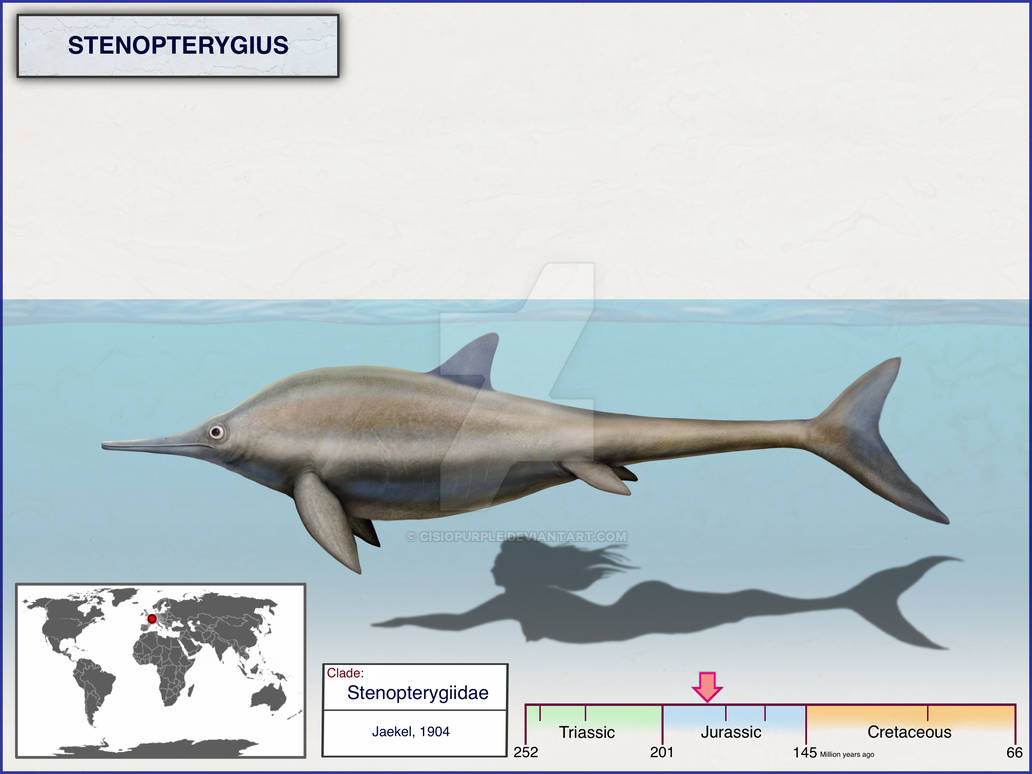 STENOPTERYGIUS
© CISIOPURPLE.DEVIANTART.COM
Clade:
Stenopterygiidae
Jaekel, 1904
Triassic
Jurassic
Cretaceous
252
201
145 Million years ago
66